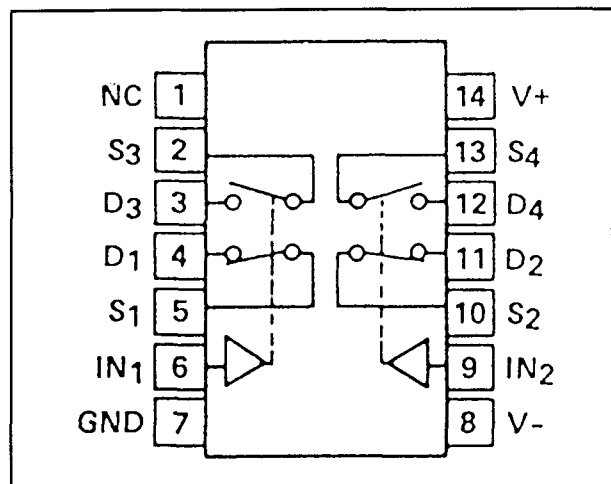 NC 1 14 V+
S3 2 13 S4
D3 3 12 D4
D1 4 11 D2
S1 5 10 S2
IN1 6 9 IN2
GND 7 8 V-